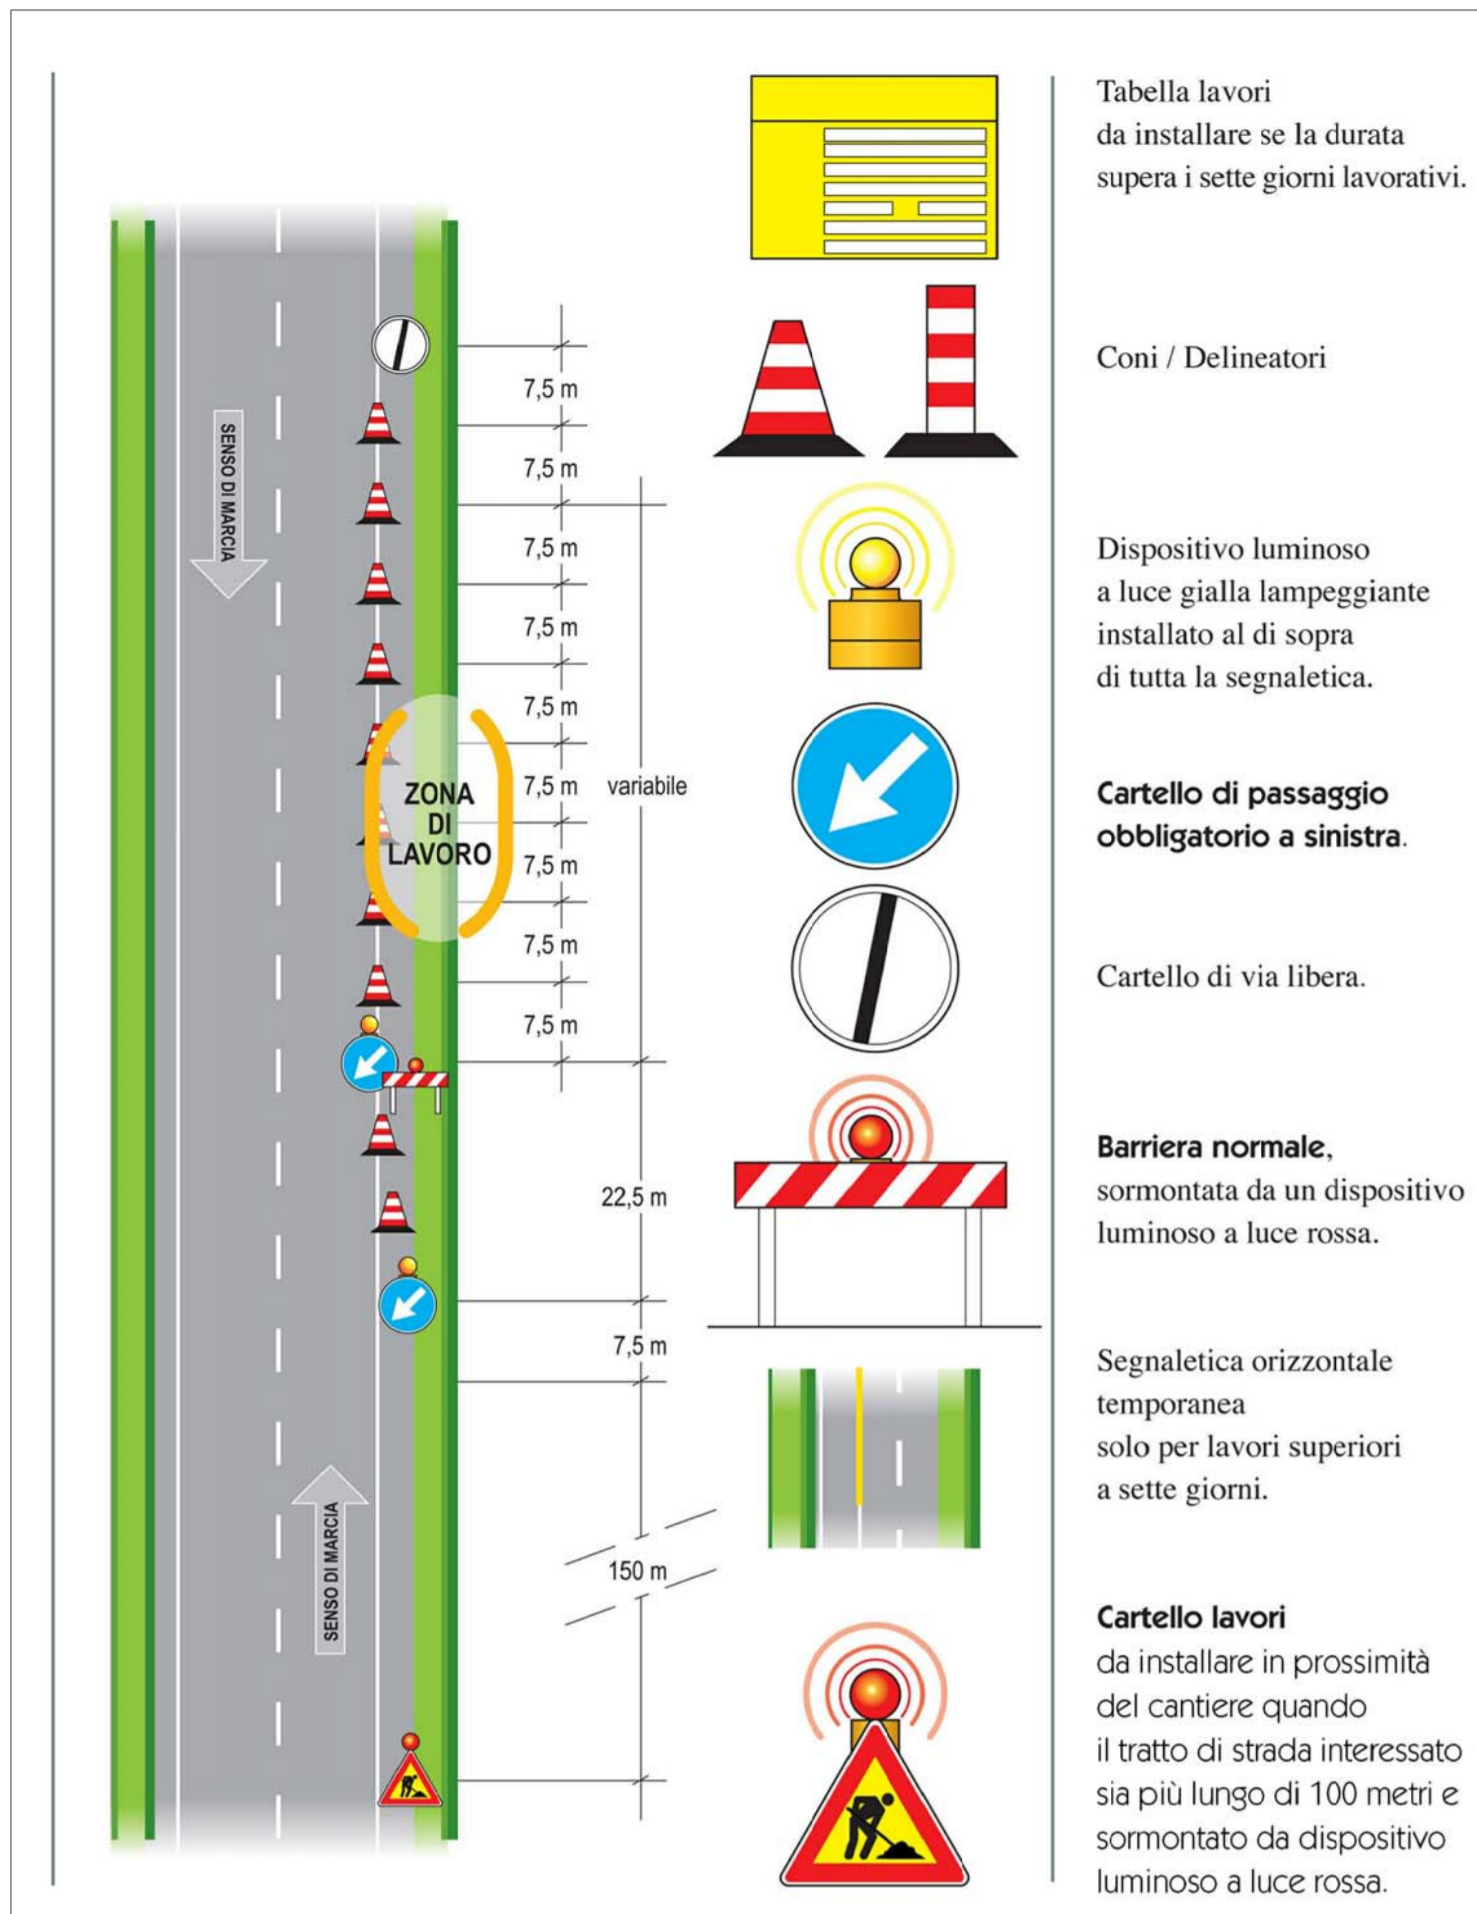 Tabella lavori
da installare se la durata
supera i sette giorni lavorativi.
Coni / Delineatori
Dispositivo luminoso
a luce gialla lampeggiante
installato al di sopra
di tutta la segnaletica.
Cartello di passaggio
obbligatorio a sinistra.
Cartello di via libera.
Barriera normale,
sormontata da un dispositivo
luminoso a luce rossa.
Segnaletica orizzontale
temporanea
solo per lavori superiori
a sette giorni.
Cartello lavori
da installare in prossimità
del cantiere quando
il tratto di strada interessato
sia più lungo di 100 metri e
sormontato da dispositivo
luminoso a luce rossa.
SENSO DI MARCIA
7,5 m
7,5 m
7,5 m
7,5 m
7,5 m
7,5 m
variabile
7,5 m
7,5 m
7,5 m
ZONA
DI
LAVORO
22,5 m
7,5 m
150 m
SENSO DI MARCIA